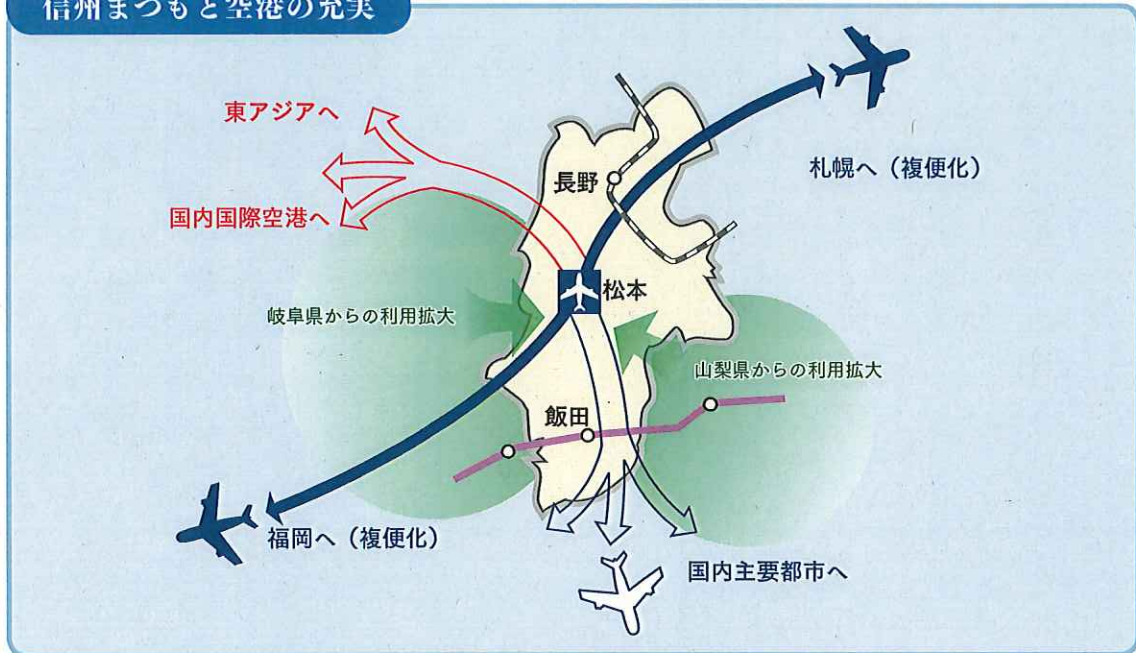 信州まつもと空港の充実
東アジアへ
国内国際空港へ
長野
札幌へ（複便化）
松本
岐阜県からの利用拡大
山梨県からの利用拡大
飯田
福岡へ（複便化）
国内主要都市へ